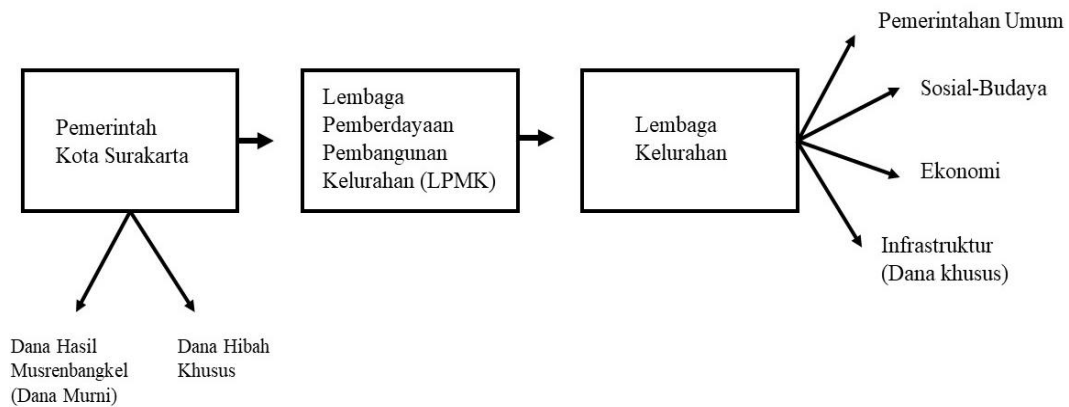 Pemerintah
Kota Surakarta
Lembaga
Pemberdayaan
Pembangunan
Kelurahan (LPMK)
Lembaga
Kelurahan
Pemerintahan Umum
Sosial-Budaya
Ekonomi
Infrastruktur
(Dana khusus)
Dana Hasil
Musrenbangkel
(Dana Murni)
Dana Hibah
Khusus